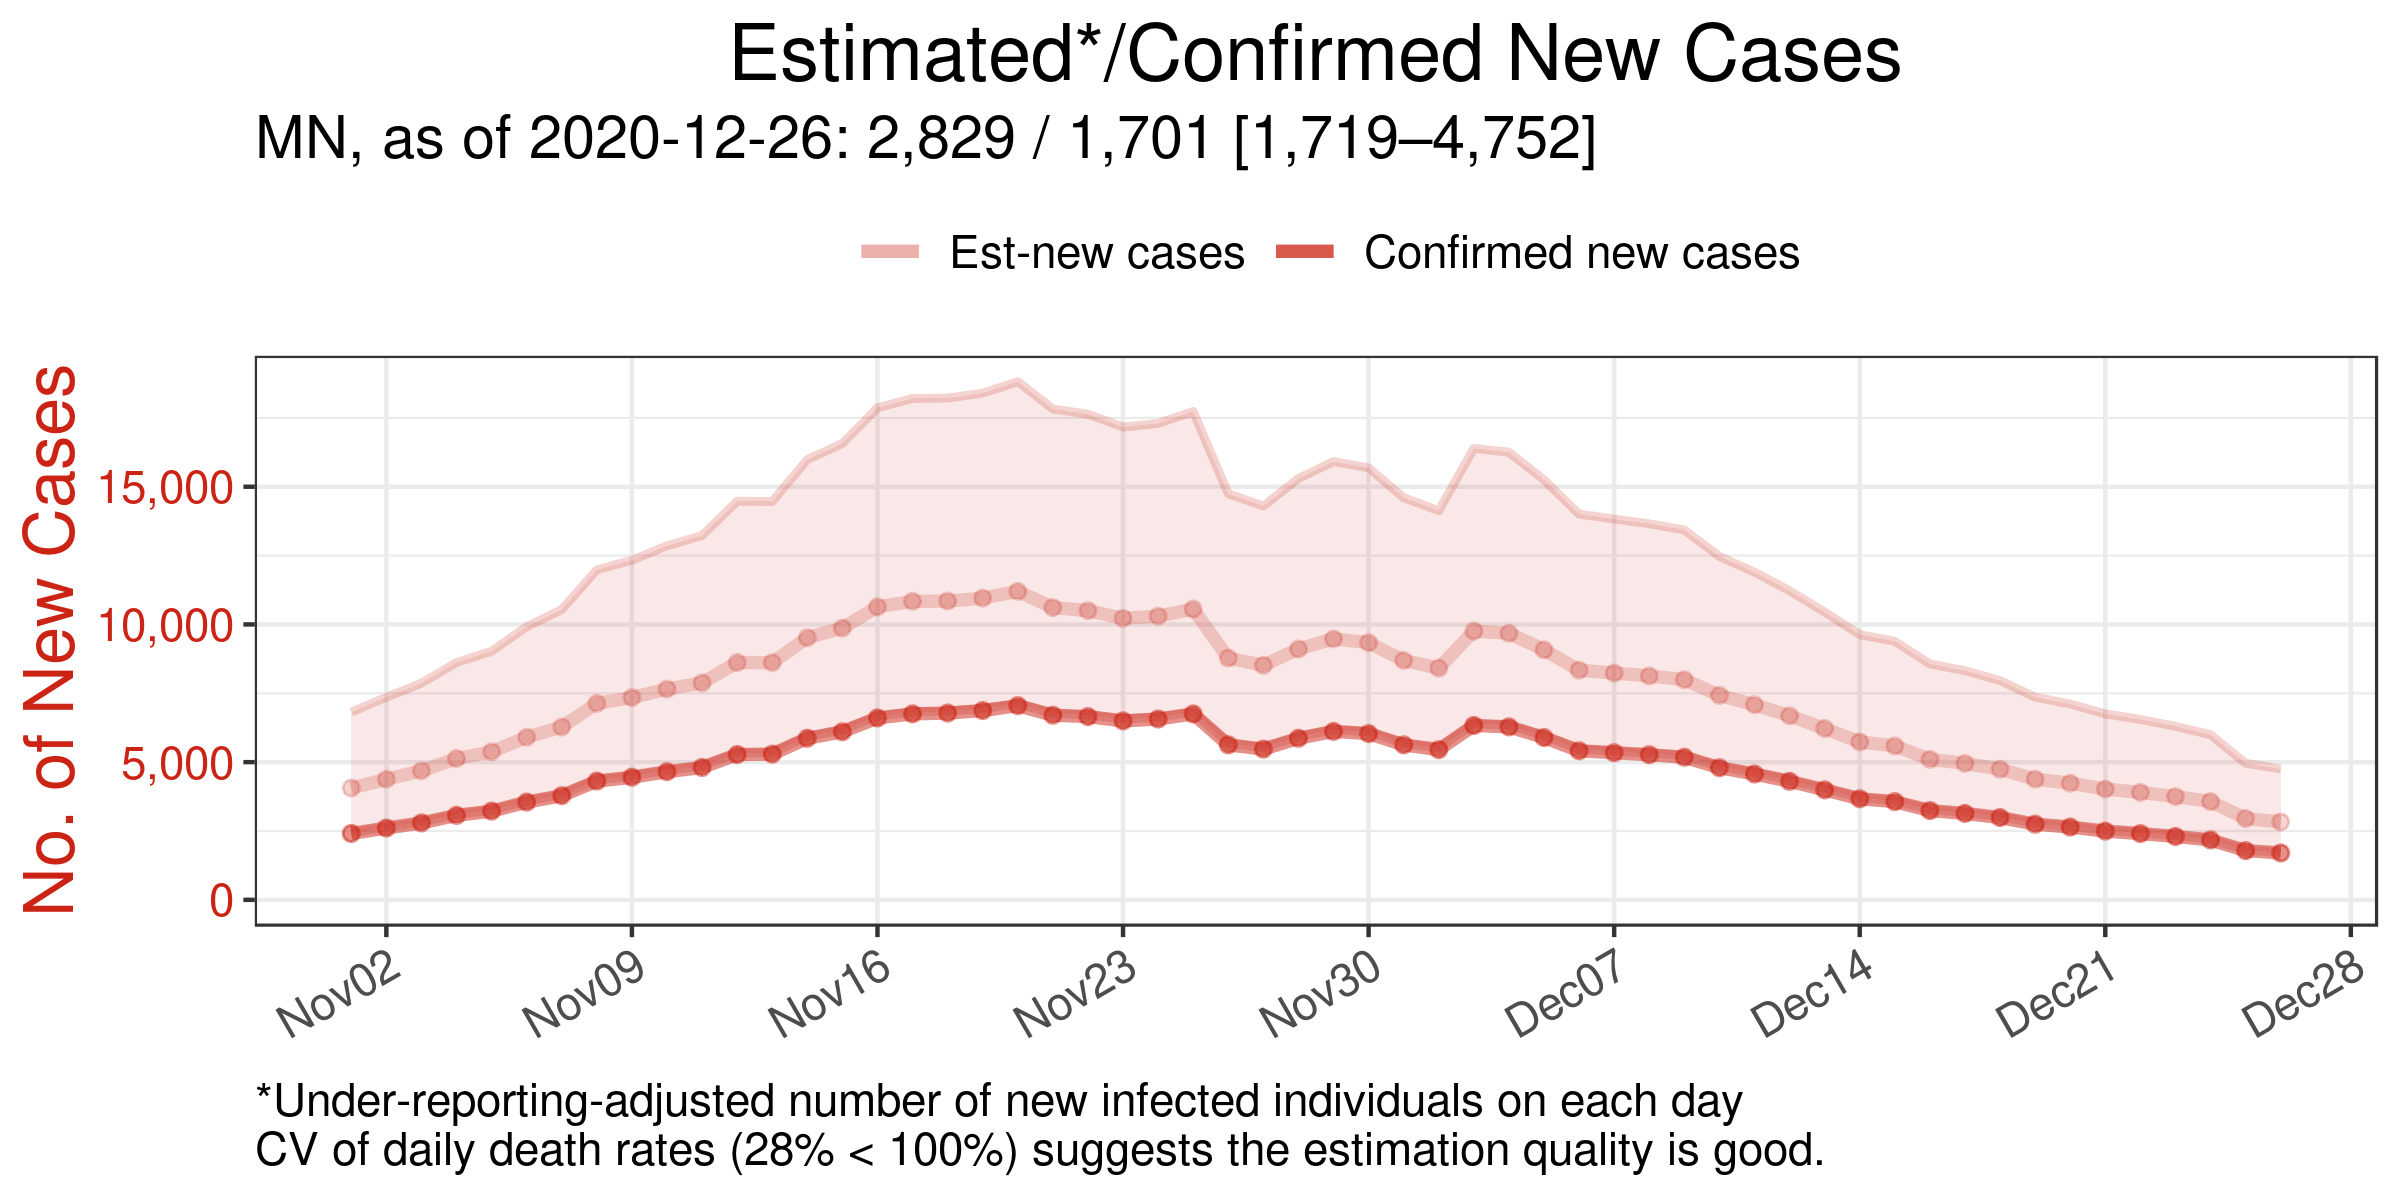 Estimated*/Confirmed New Cases
MN, as of 2020-12-26: 2,829 / 1,701 [1,719–4,752]
Est-new cases
Confirmed new cases
No. of New Cases
15,000
10,000
5,000
0
Nov02
Nov09
Nov16
Nov23
Nov30
Dec07
Dec14
Dec21
Dec28
*Under-reporting-adjusted number of new infected individuals on each day
CV of daily death rates (28% < 100%) suggests the estimation quality is good.